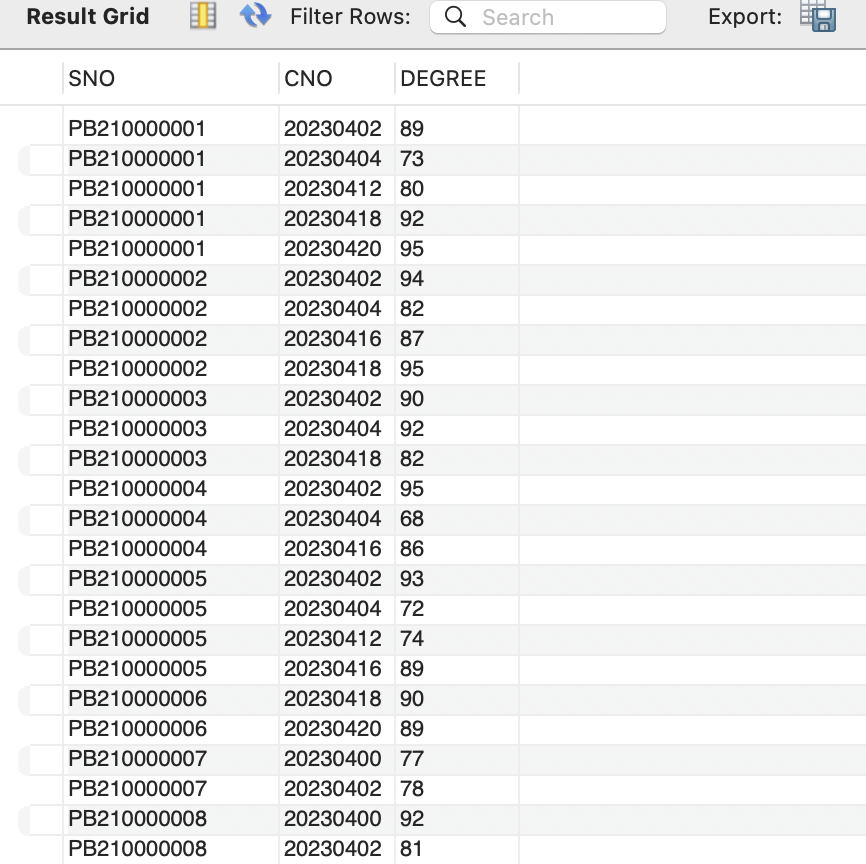 Result Grid Filter Rows: Search Export:
SNO CNO DEGREE
PB210000001 20230402 89
PB210000001 20230404 73
PB210000001 20230412 80
PB210000001 20230418 92
PB210000001 20230420 95
PB210000002 20230402 94
PB210000002 20230404 82
PB210000002 20230416 87
PB210000002 20230418 95
PB210000003 20230402 90
PB210000003 20230404 92
PB210000003 20230418 82
PB210000004 20230402 95
PB210000004 20230404 68
PB210000004 20230416 86
PB210000005 20230402 93
PB210000005 20230404 72
PB210000005 20230412 74
PB210000005 20230416 89
PB210000006 20230418 90
PB210000006 20230420 89
PB210000007 20230400 77
PB210000007 20230402 78
PB210000008 20230400 92
PB210000008 20230402 81